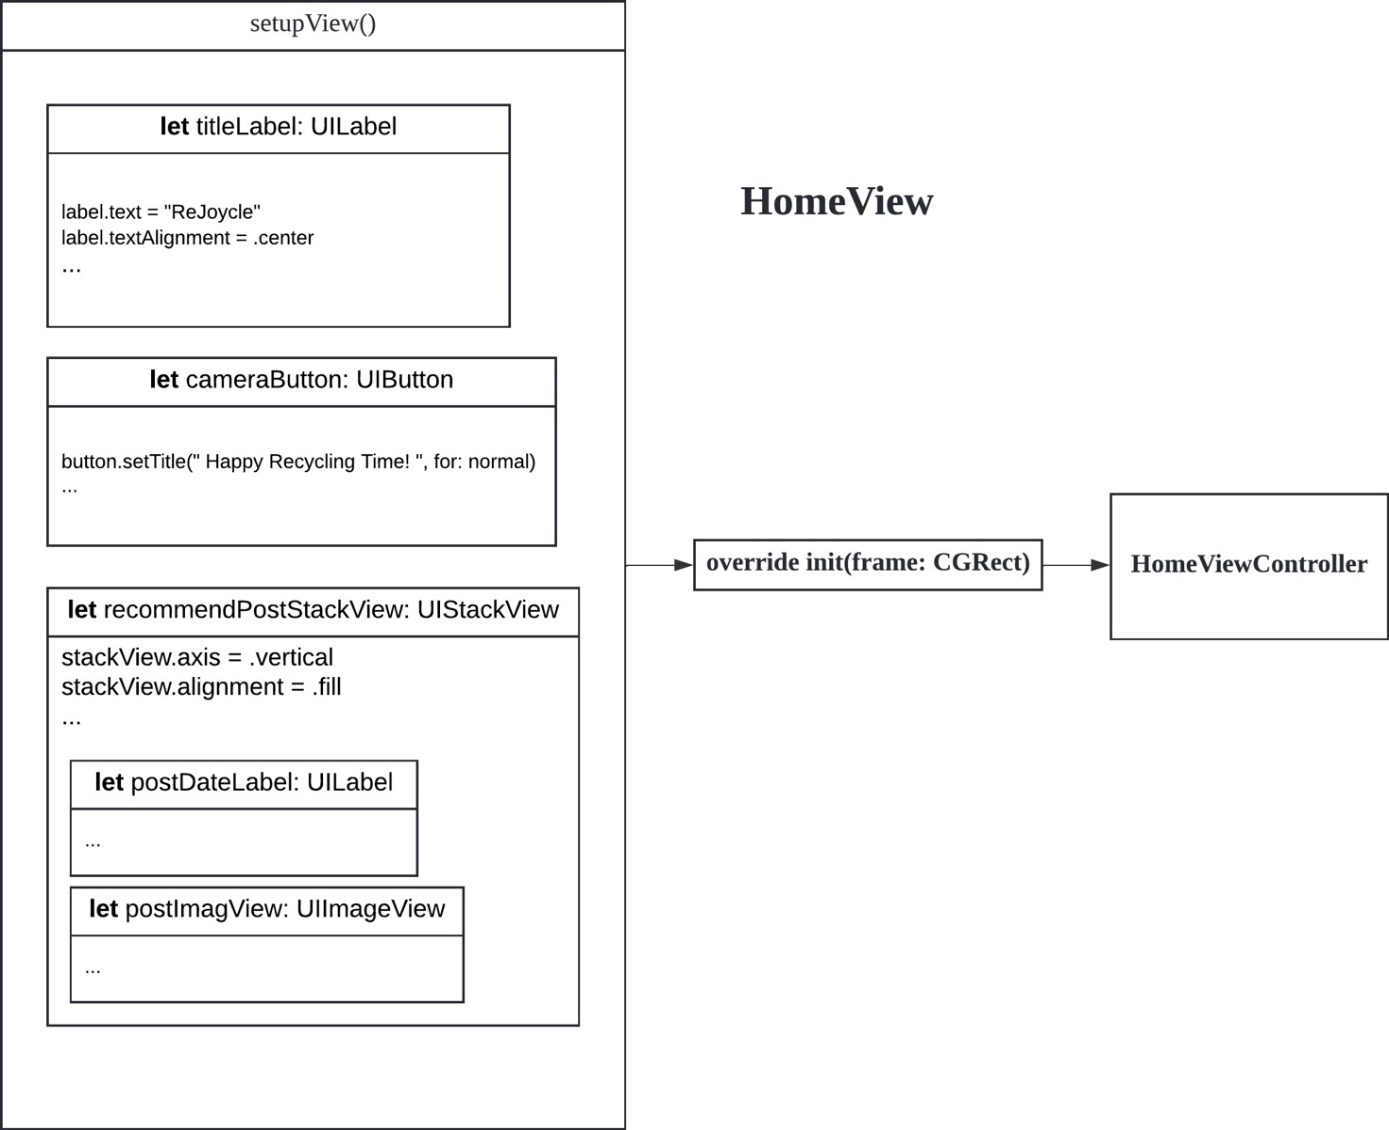 setupView()
let titleLabel: UILabel
label.text = "ReJoycle"
label.textAlignment = .center
...
HomeView
let cameraButton: UIButton
button.setTitle(" Happy Recycling Time! ", for: normal)
...
override init(frame: CGRect)
HomeViewController
let recommendPostStackView: UIStackView
stackView.axis = .vertical
stackView.alignment = .fill
...
let postDateLabel: UILabel
...
let postImagView: UIImageView
...